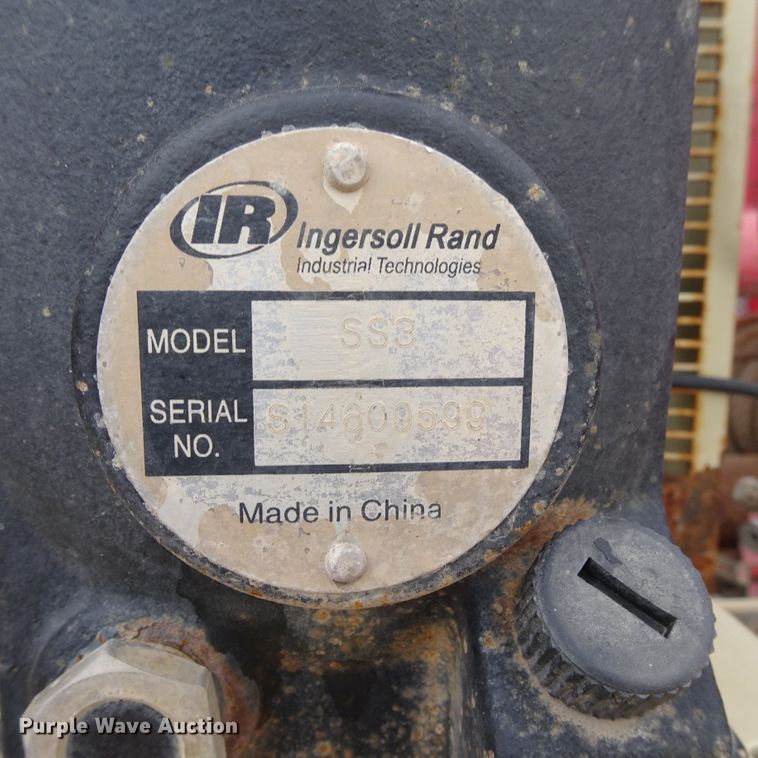 IR Ingersoll Rand
Industrial Technologies
MODEL SS3
SERIAL NO. S14609599
Made in China
Purple Wave Auction